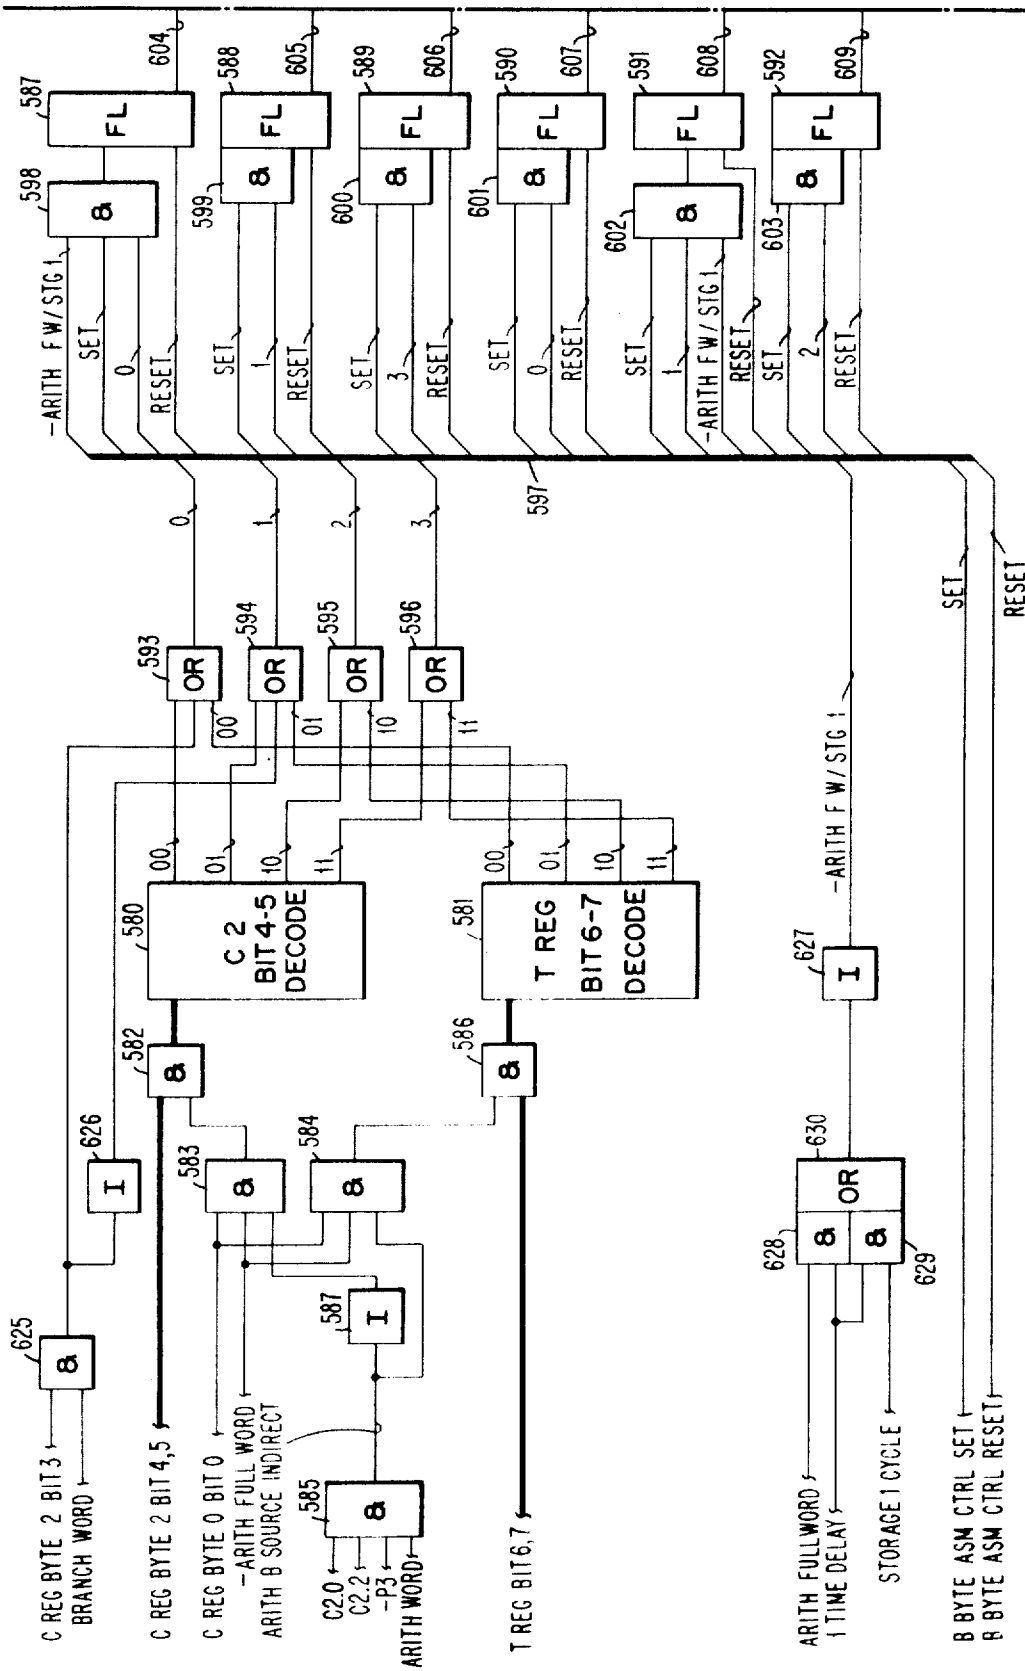 C REG BYTE 2 BIT 3
BRANCH WORD
625
&
626
I
C REG BYTE 2 BIT 4,5
582
&
C REG BYTE 0 BIT 0
-ARITH FULL WORD
ARITH B SOURCE INDIRECT
583
&
584
&
587
I
C2.0
C2.2
-P3
ARITH WORD
585
&
T REG BIT 6,7
586
&
580
C 2
BIT 4-5
DECODE
00
01
10
11
581
T REG
BIT 6-7
DECODE
00
01
10
11
593
OR
00
594
OR
01
595
OR
10
596
OR
11
0
1
2
3
597
ARITH FULLWORD
1 TIME DELAY
STORAGE 1 CYCLE
628
&
629
&
630
OR
627
I
-ARITH F W/ STG 1
B BYTE ASM CTRL SET
B BYTE ASM CTRL RESET
SET
RESET
-ARITH FW/STG 1
SET
0
RESET
598
&
587
FL
604
SET
1
RESET
599
&
588
FL
605
SET
3
RESET
600
&
589
FL
606
SET
0
RESET
601
&
590
FL
607
SET
1
-ARITH FW/STG 1
RESET
602
&
591
FL
608
SET
2
RESET
603
&
592
FL
609